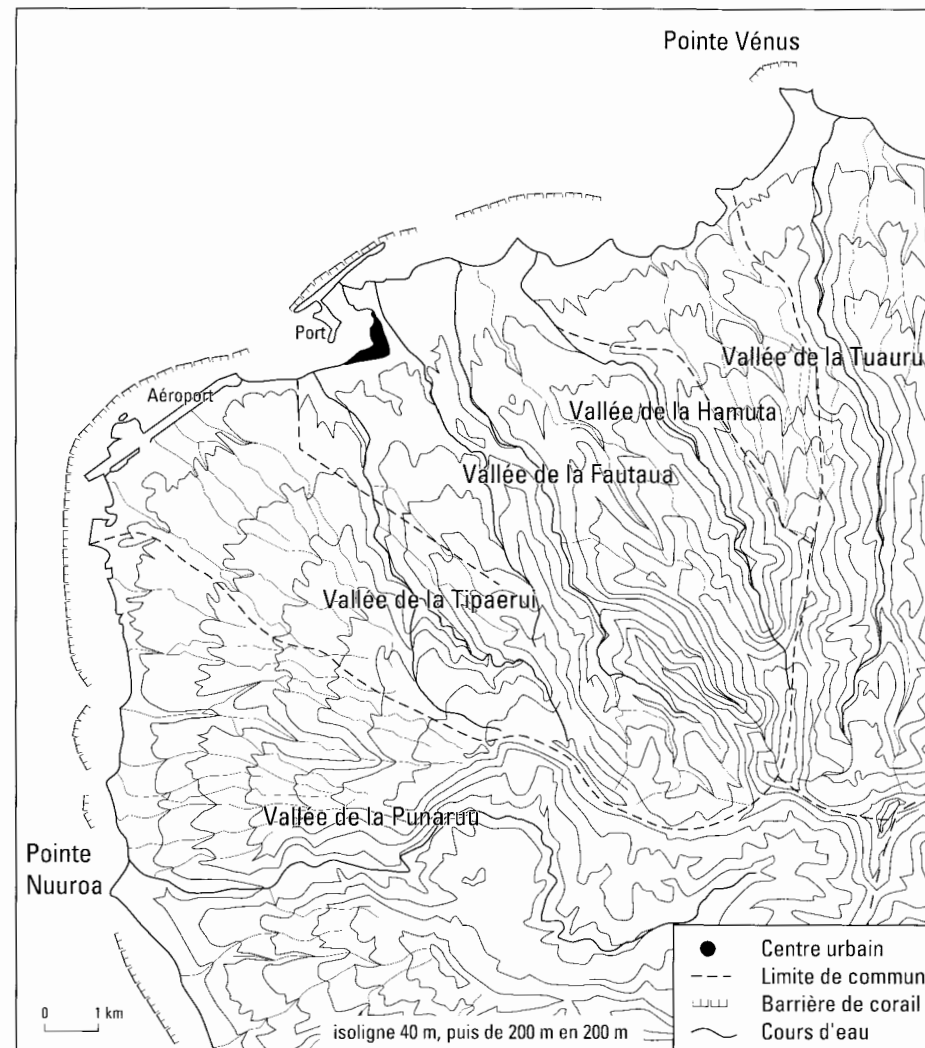 Pointe Vénus
Port
Vallée de la Tuauru
Aéroport
Vallée de la Hamuta
Vallée de la Fautaua
Vallée de la Tipaerui
Vallée de la Punaruu
Pointe
Nuuroa
Centre urbain
Limite de commun
Barrière de corail
Cours d'eau
0 1 km
isoligne 40 m, puis de 200 m en 200 m